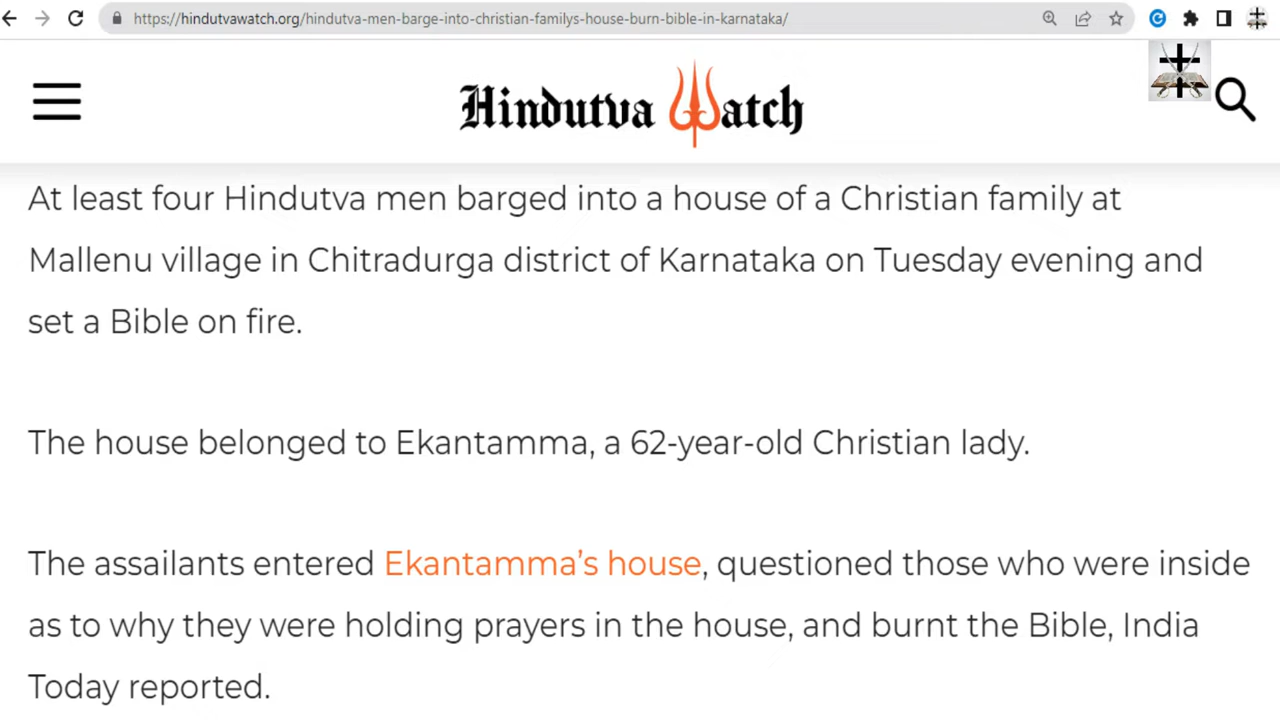 https://hindutvawatch.org/hindutva-men-barge-into-christian-familys-house-burn-bible-in-karnataka/
Hindutva Watch
At least four Hindutva men barged into a house of a Christian family at
Mallenu village in Chitradurga district of Karnataka on Tuesday evening and
set a Bible on fire.
The house belonged to Ekantamma, a 62-year-old Christian lady.
The assailants entered Ekantamma’s house, questioned those who were inside
as to why they were holding prayers in the house, and burnt the Bible, India
Today reported.